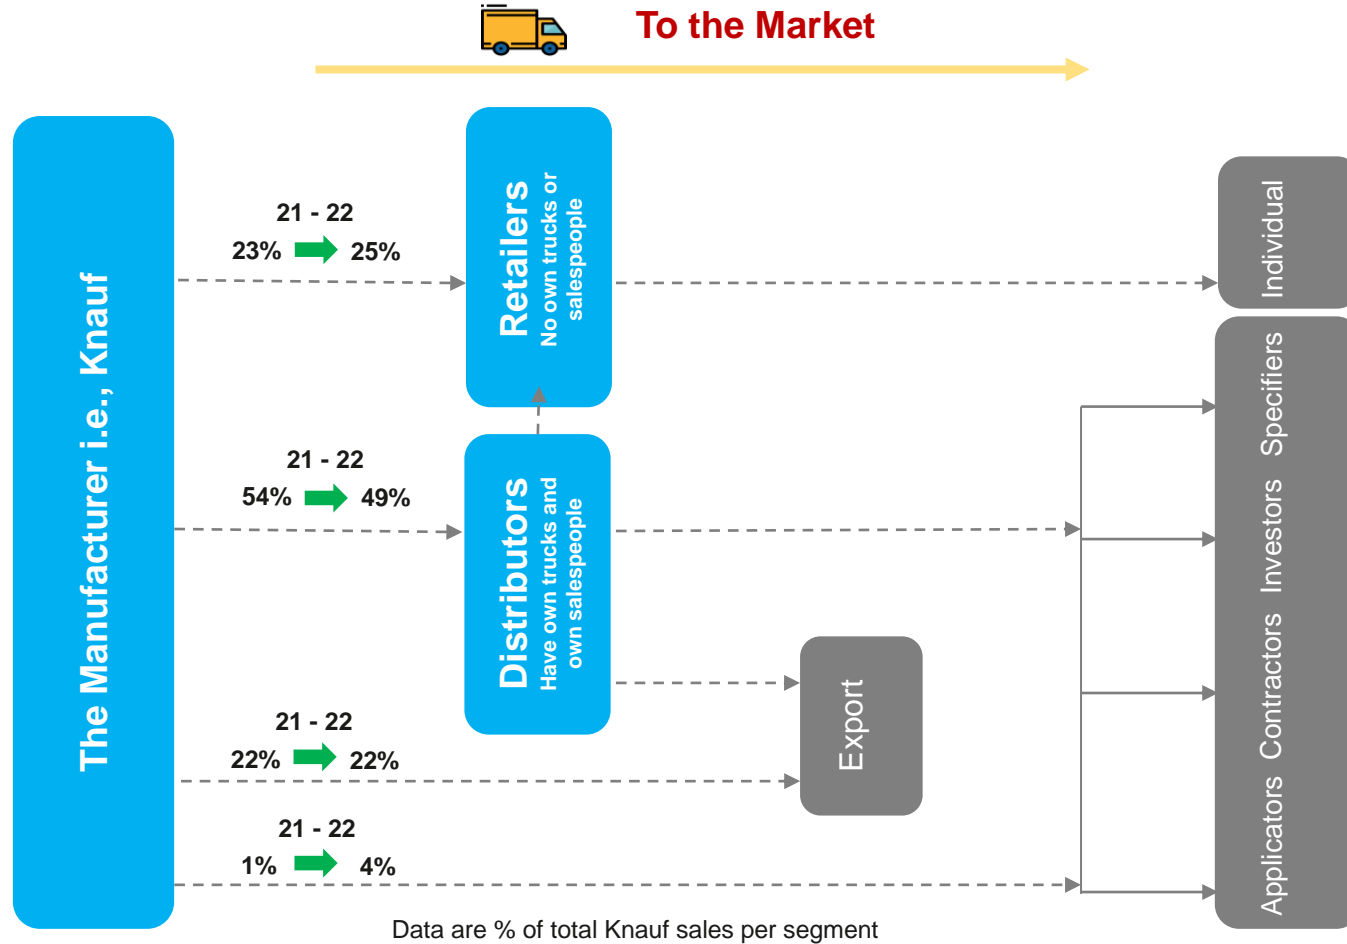 To the Market
The Manufacturer i.e., Knauf
21 - 22
23% 25%
Retailers
No own trucks or
salespeople
Individual
21 - 22
54% 49%
Distributors
Have own trucks and
own salespeople
Export
21 - 22
22% 22%
21 - 22
1% 4%
Applicators Contractors Investors Specifiers
Data are % of total Knauf sales per segment